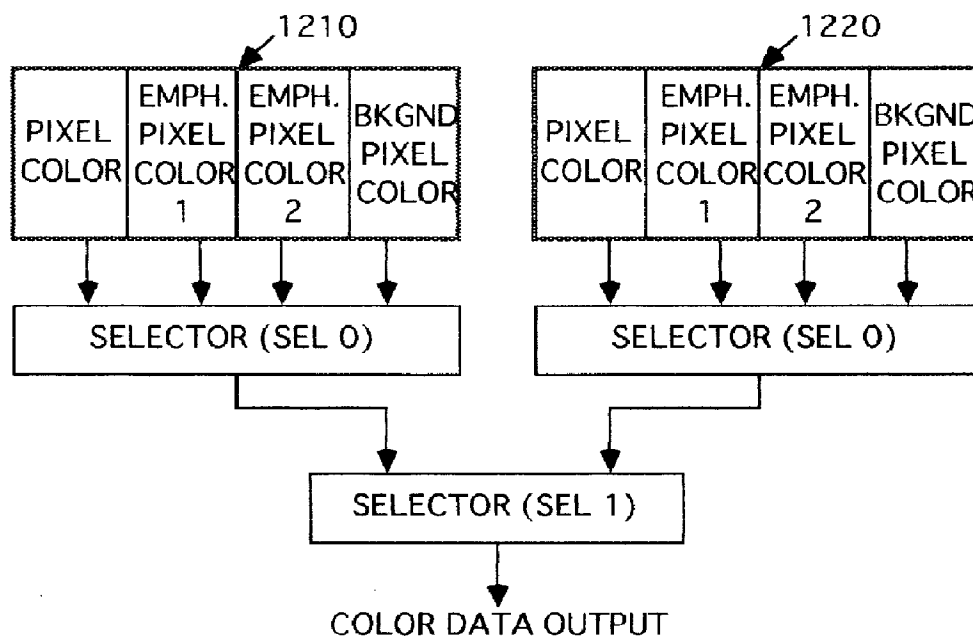 1210
1220
PIXEL COLOR
EMPH. PIXEL COLOR 1
EMPH. PIXEL COLOR 2
BKGND PIXEL COLOR
PIXEL COLOR
EMPH. PIXEL COLOR 1
EMPH. PIXEL COLOR 2
BKGND PIXEL COLOR
SELECTOR (SEL 0)
SELECTOR (SEL 0)
SELECTOR (SEL 1)
COLOR DATA OUTPUT